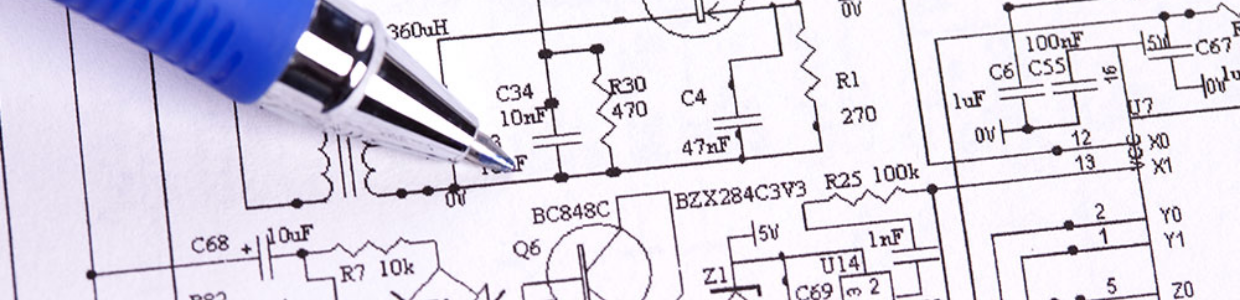 360uH
0V
C34
10nF
R30
470
C4
47nF
R1
270
100nF
C6
C55
1uF
16
0V
5V
C67
0V
1u
U7
12
VCC
X0
13
X1
0V
BC848C
BZX284C3V3
R25 100k
C68
+
10uF
R7 10k
Q6
5V
Z1
1nF
U14
C69
3
2
2
Y0
1
Y1
5
Z0